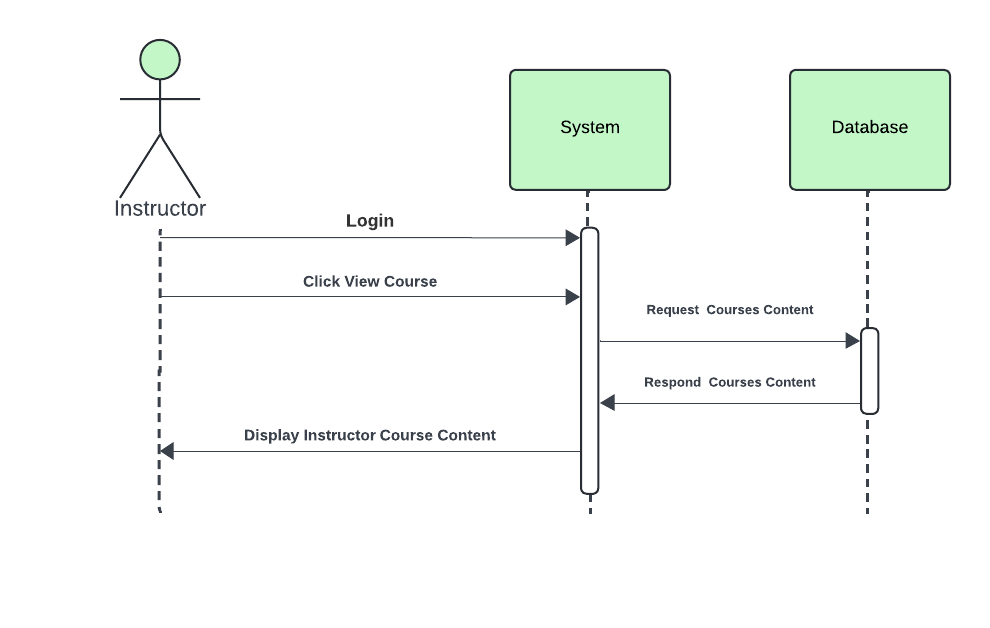 System
Database
Instructor
Login
Click View Course
Request  Courses Content
Respond  Courses Content
Display Instructor Course Content